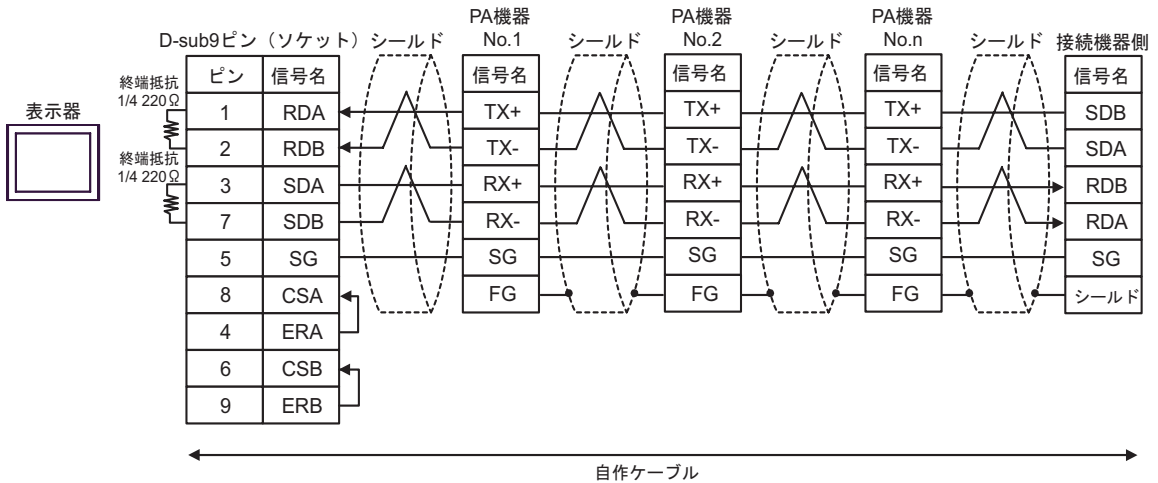 表示器
D-sub9ピン（ソケット）
シールド
PA機器
No.1
シールド
PA機器
No.2
シールド
PA機器
No.n
シールド
接続機器側
終端抵抗
1/4 220Ω
終端抵抗
1/4 220Ω
ピン 信号名 信号名 信号名 信号名 信号名
1 RDA TX+ TX+ TX+ SDB
2 RDB TX- TX- TX- SDA
3 SDA RX+ RX+ RX+ RDB
7 SDB RX- RX- RX- RDA
5 SG SG SG SG SG
8 CSA FG FG FG シールド
4 ERA
6 CSB
9 ERB
自作ケーブル